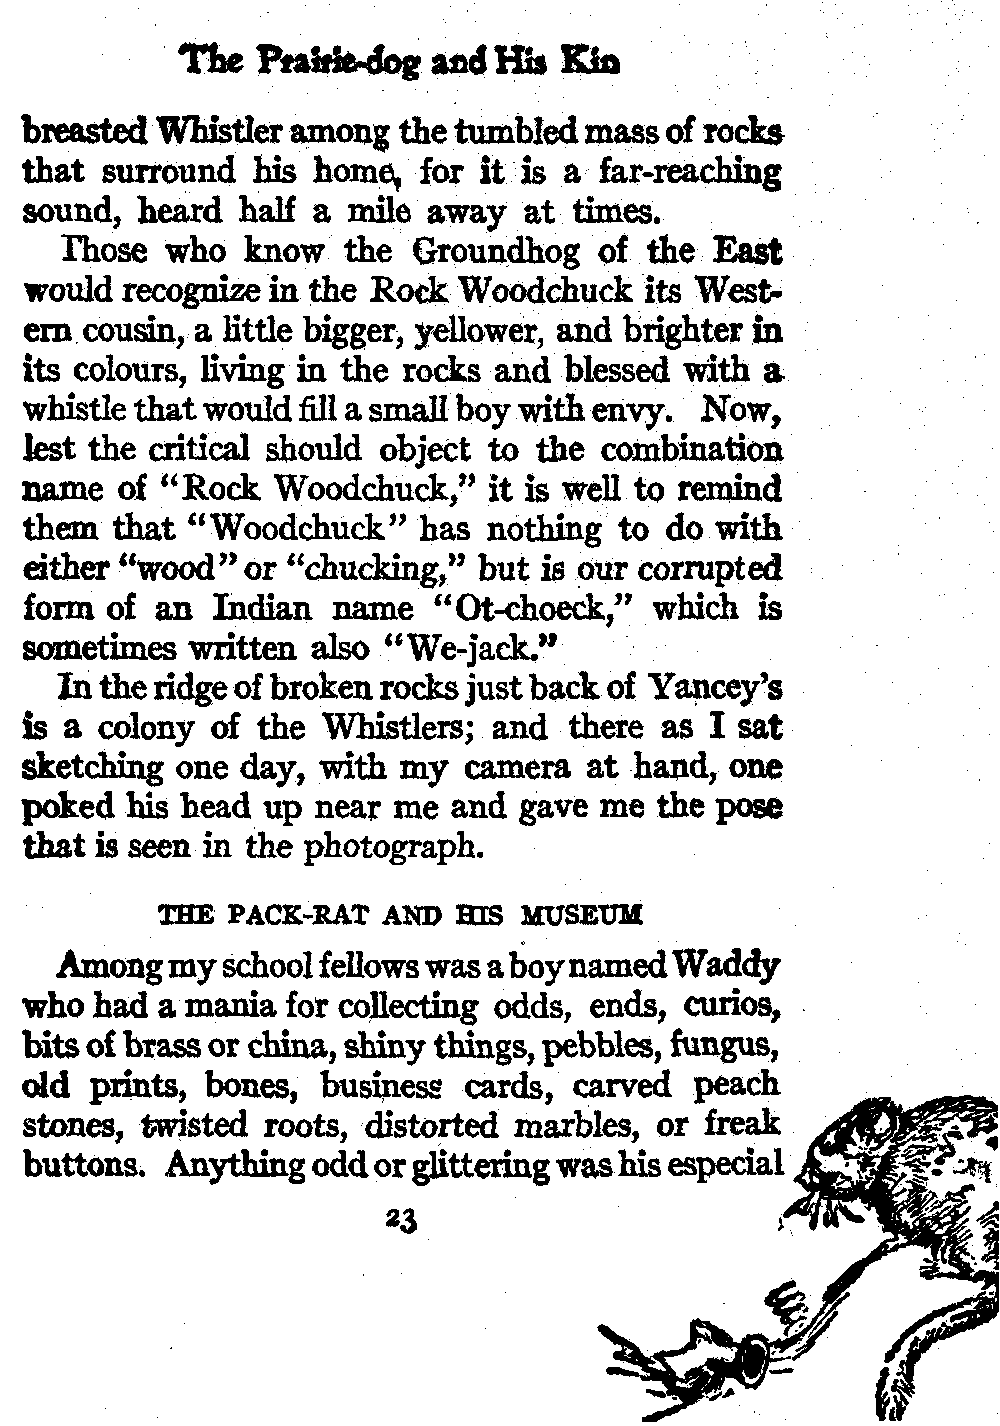 The Prairie-dog and His Kin
breasted Whistler among the tumbled mass of rocks
that surround his home, for it is a far-reaching
sound, heard half a mile away at times.
Those who know the Groundhog of the East
would recognize in the Rock Woodchuck its West-
ern cousin, a little bigger, yellower, and brighter in
its colours, living in the rocks and blessed with a
whistle that would fill a small boy with envy. Now,
lest the critical should object to the combination
name of "Rock Woodchuck," it is well to remind
them that "Woodchuck" has nothing to do with
either "wood" or "chucking," but is our corrupted
form of an Indian name "Ot-choeck," which is
sometimes written also "We-jack."
In the ridge of broken rocks just back of Yancey's
is a colony of the Whistlers; and there as I sat
sketching one day, with my camera at hand, one
poked his head up near me and gave me the pose
that is seen in the photograph.
THE PACK-RAT AND HIS MUSEUM
Among my school fellows was a boy named Waddy
who had a mania for collecting odds, ends, curios,
bits of brass or china, shiny things, pebbles, fungus,
old prints, bones, business cards, carved peach
stones, twisted roots, distorted marbles, or freak
buttons. Anything odd or glittering was his especial
23